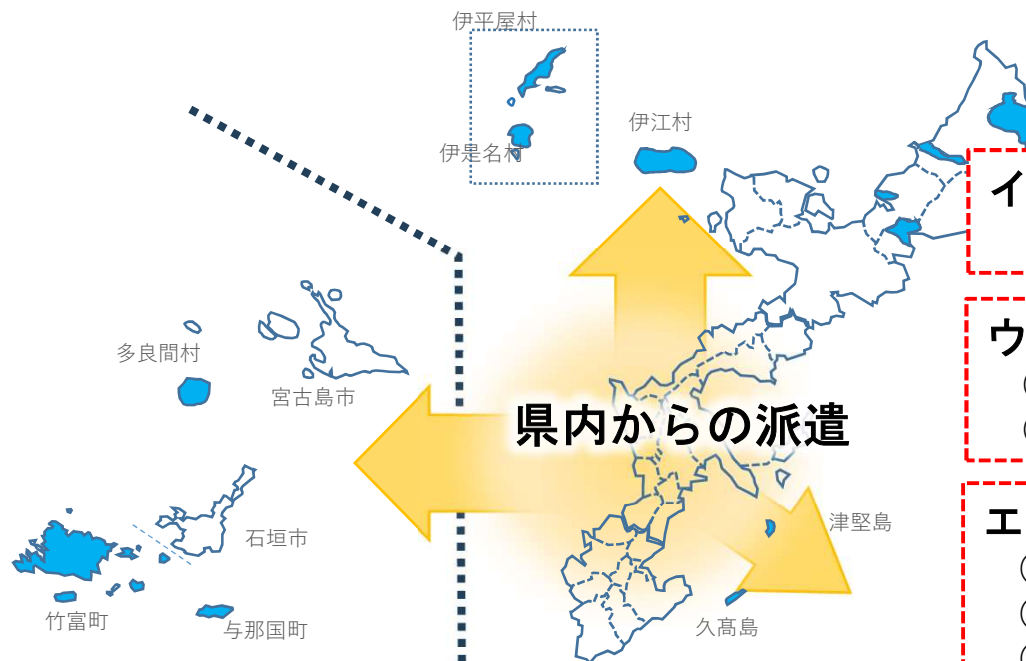 伊平屋村
伊是名村
伊江村
イ
ウ
エ
多良間村
宮古島市
県内からの派遣
石垣市
竹富町
与那国町
津堅島
久髙島